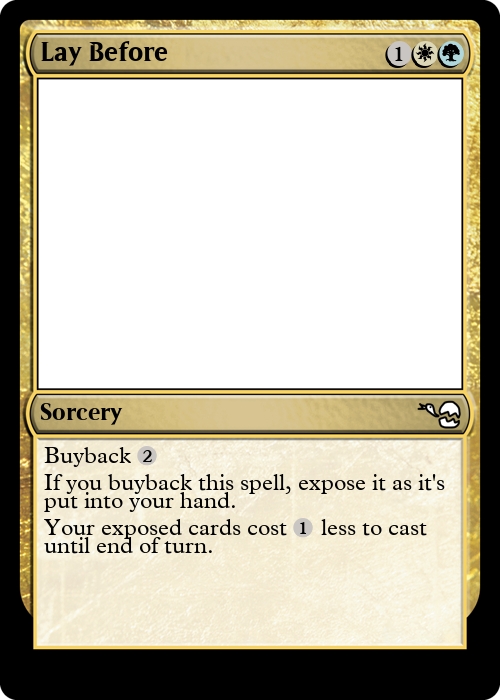 Lay Before 1
Sorcery
Buyback 2
If you buyback this spell, expose it as it's
put into your hand.
Your exposed cards cost 1 less to cast
until end of turn.